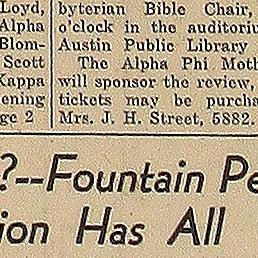 Loyd,
Alpha
Blom-
Scott
Kappa
ening
ge 2
byterian Bible Chair,
o'clock in the auditoriu
Austin Public Library
The Alpha Phi Moth
will sponsor the review,
tickets may be purcha
Mrs. J. H. Street, 5882.
?--Fountain Pe
ion Has All